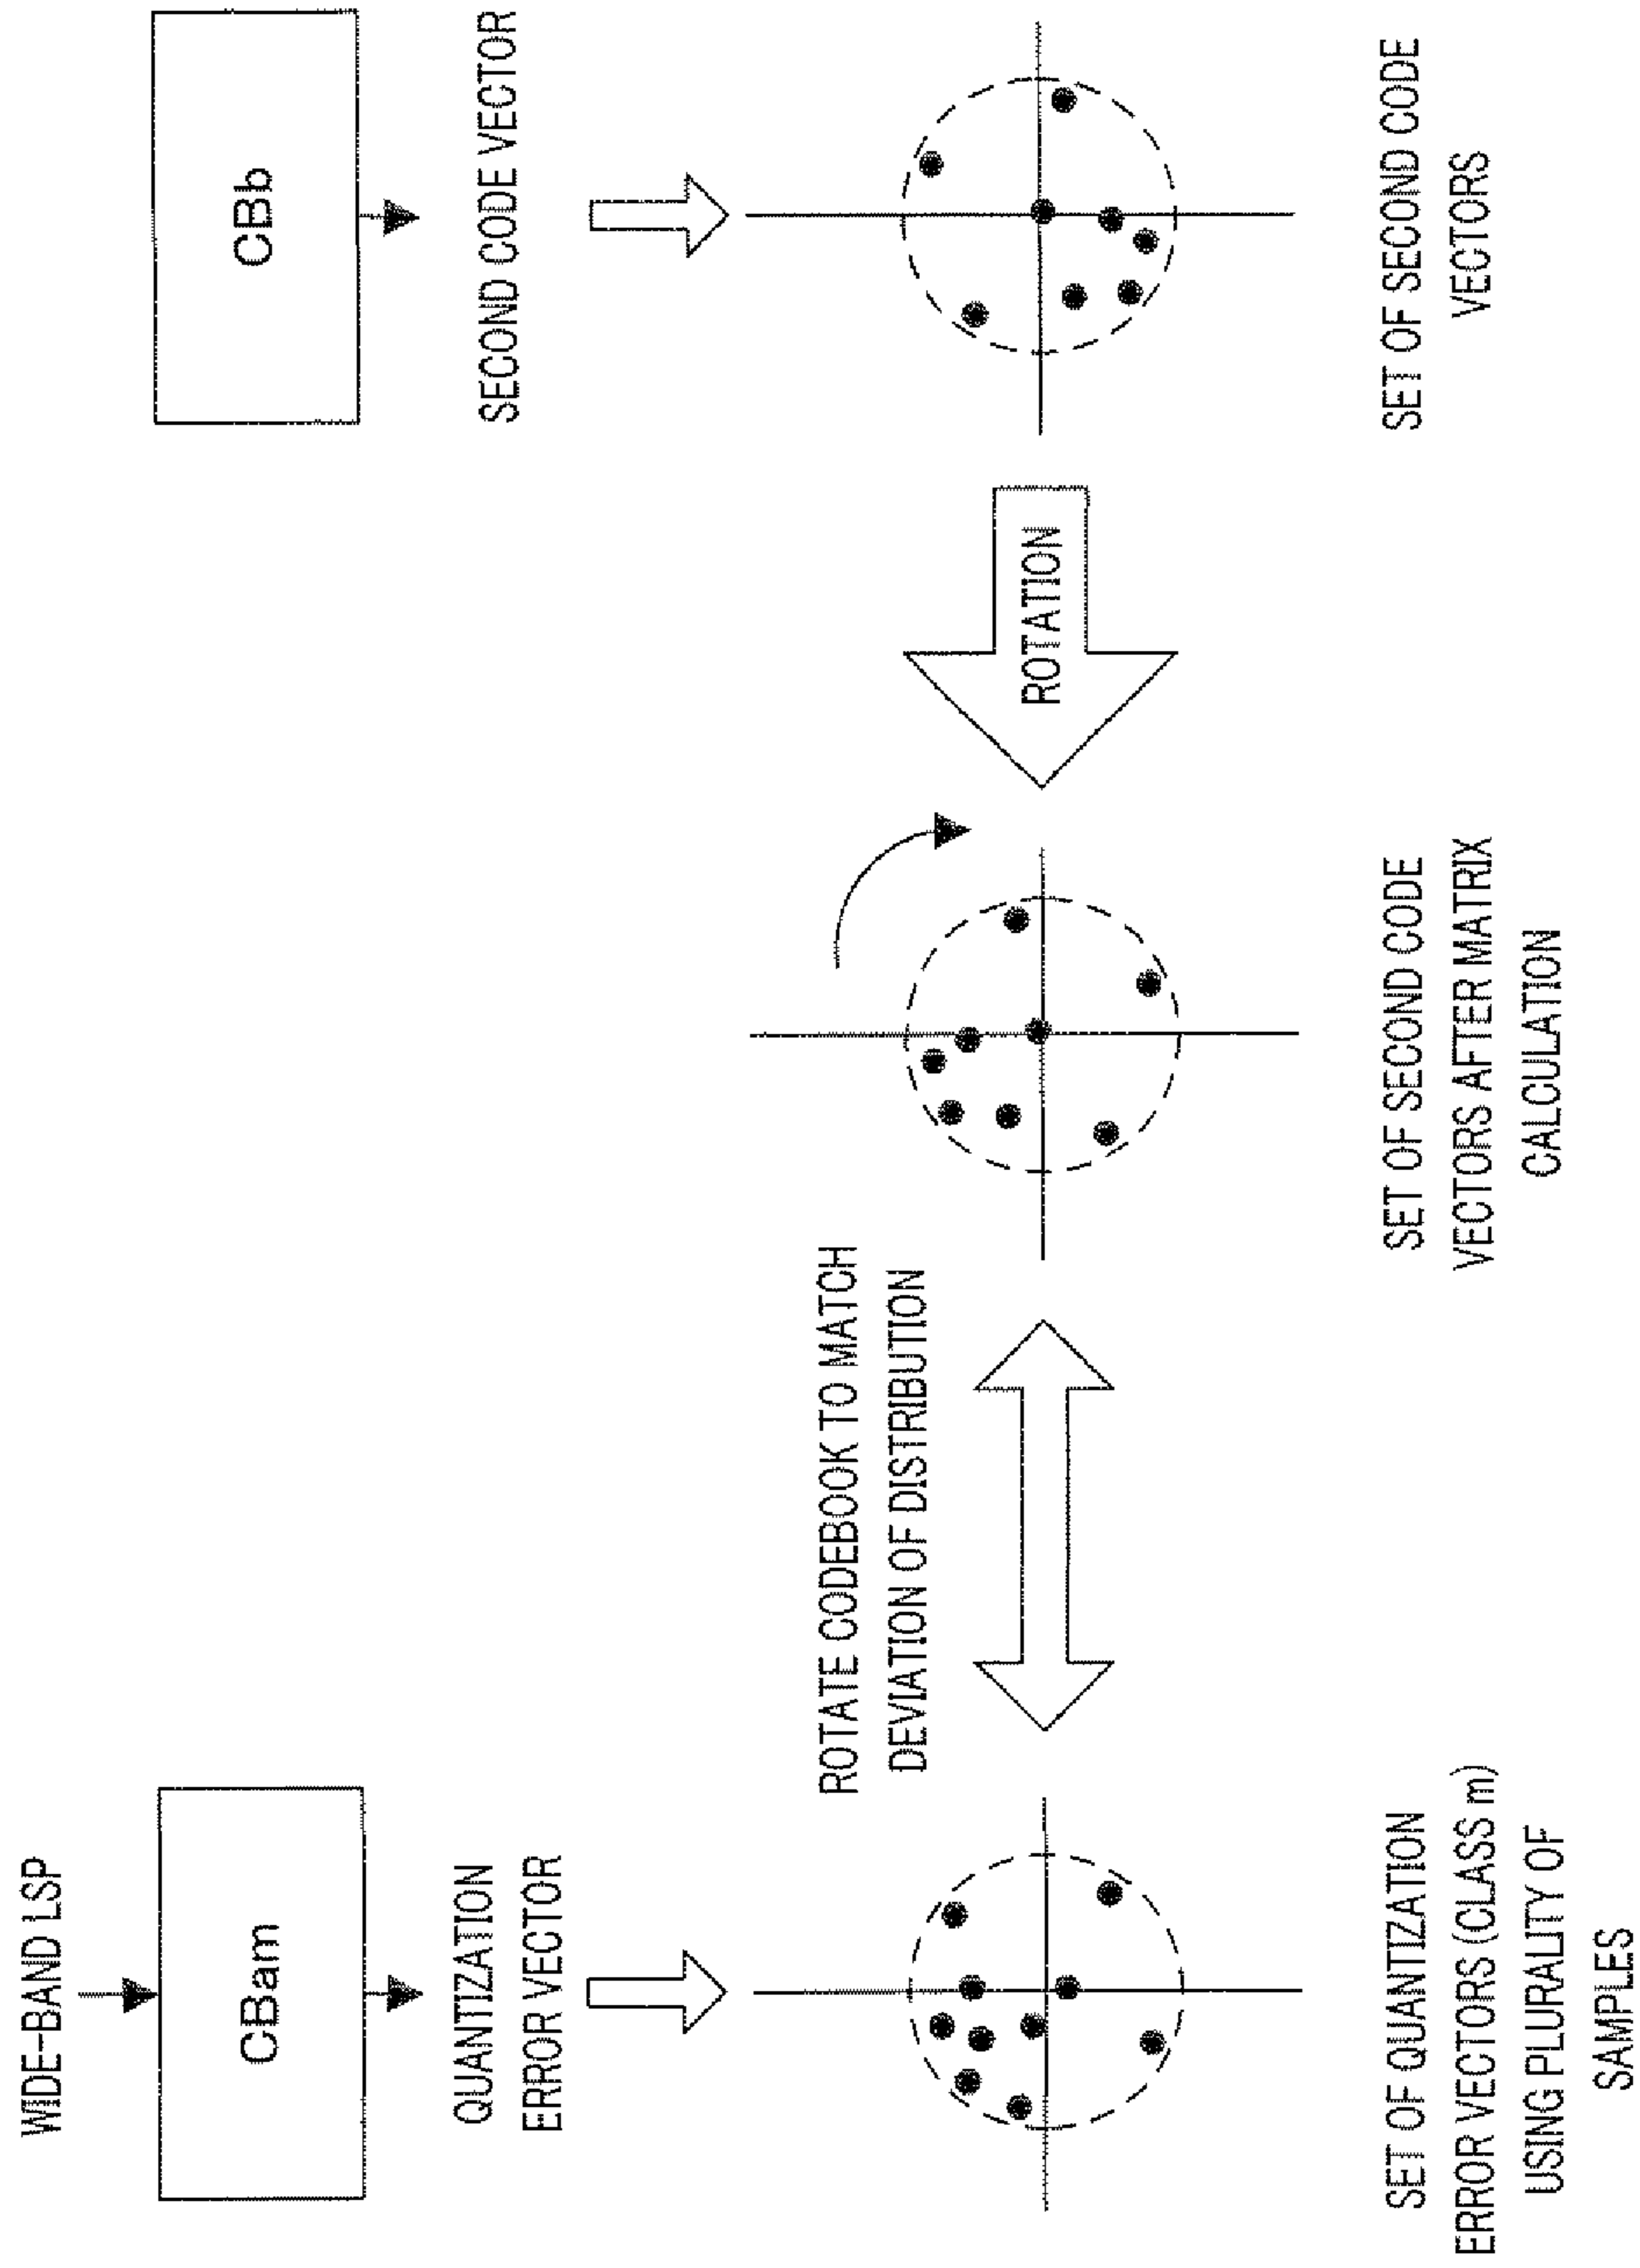 WIDE-BAND LSP
CBam
QUANTIZATION
ERROR VECTOR
SET OF QUANTIZATION
ERROR VECTORS (CLASS m)
USING PLURALITY OF
SAMPLES
ROTATE CODEBOOK TO MATCH
DEVIATION OF DISTRIBUTION
SET OF SECOND CODE
VECTORS AFTER MATRIX
CALCULATION
ROTATION
CBb
SECOND CODE VECTOR
SET OF SECOND CODE
VECTORS